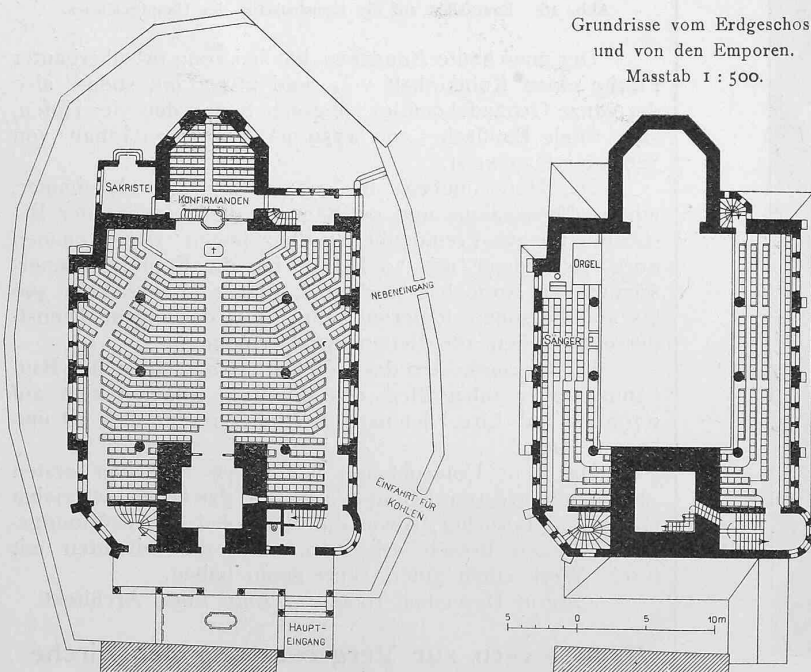 Grundrisse vom Erdgeschos
und von den Emporen.
Masstab 1 : 500.
SAKRISTEI
KONFIRMANDEN
NEBENEINGANG
EINFAHRT FÜR
KOHLEN
HAUPT-
EINGANG
ORGEL
SÄNGER
5 0 5 10m